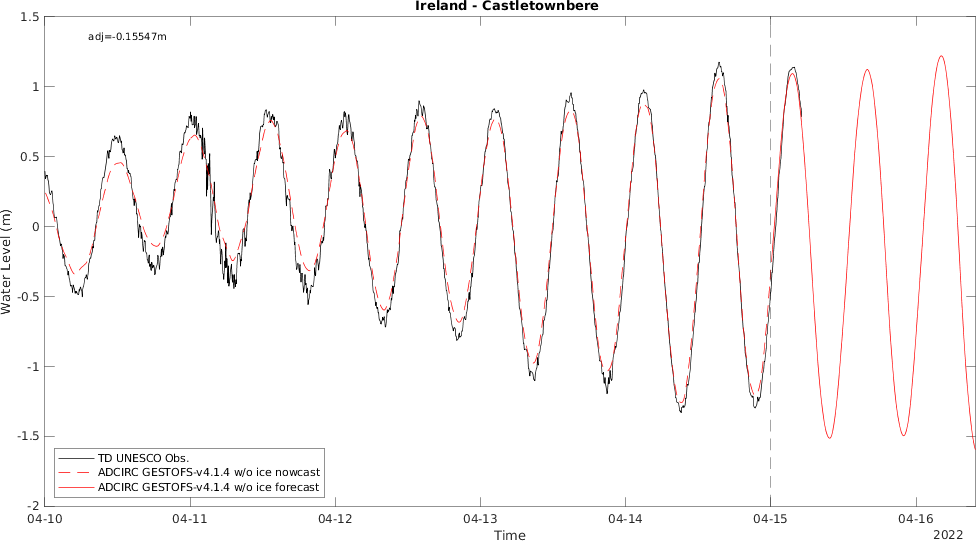 Ireland - Castletownbere
adj=-0.15547m
1.5
1
0.5
0
-0.5
-1
-1.5
-2
Water Level (m)
TD UNESCO Obs.
ADCIRC GESTOFS-v4.1.4 w/o ice nowcast
ADCIRC GESTOFS-v4.1.4 w/o ice forecast
04-10 04-11 04-12 04-13 04-14 04-15 04-16
Time
2022